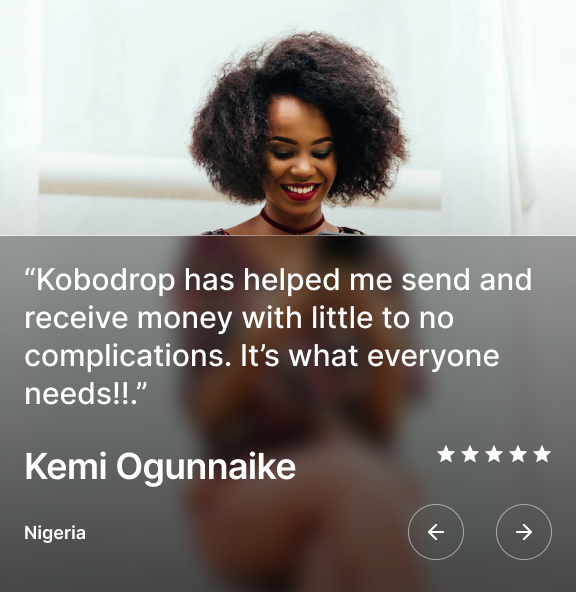 “Kobodrop has helped me send and
receive money with little to no
complications. It’s what everyone
needs!!.”
Kemi Ogunnaike
Nigeria